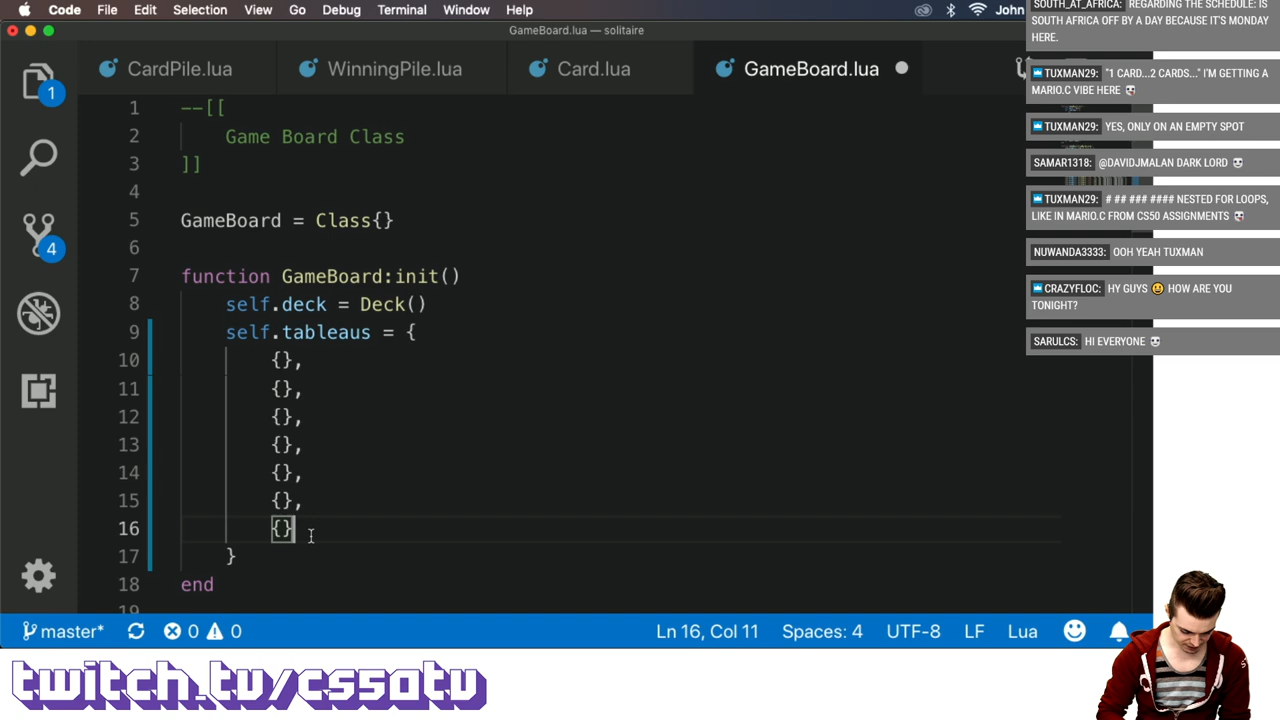 Code File Edit Selection View Go Debug Terminal Window Help John
GameBoard.lua — solitaire
CardPile.lua WinningPile.lua Card.lua GameBoard.lua
1 --[[
2 Game Board Class
3 ]]
4
5 GameBoard = Class{}
6
7 function GameBoard:init()
8 self.deck = Deck()
9 self.tableaus = {
10 {},
11 {},
12 {},
13 {},
14 {},
15 {},
16 {}
17 }
18 end
19
1
4
master* 0 0 Ln 16, Col 11 Spaces: 4 UTF-8 LF Lua
twitch.tv/cs50tv
SOUTH_AT_AFRICA: REGARDING THE SCHEDULE: IS
SOUTH AFRICA OFF BY A DAY BECAUSE IT'S MONDAY
HERE.
TUXMAN29: "1 CARD...2 CARDS..." I'M GETTING A
MARIO.C VIBE HERE
TUXMAN29: YES, ONLY ON AN EMPTY SPOT
SAMAR1318: @DAVIDJMALAN DARK LORD
TUXMAN29: # ## ### #### NESTED FOR LOOPS,
LIKE IN MARIO.C FROM CS50 ASSIGNMENTS
NUWANDA3333: OOH YEAH TUXMAN
CRAZYFLOC: HY GUYS HOW ARE YOU
TONIGHT?
SARULCS: HI EVERYONE